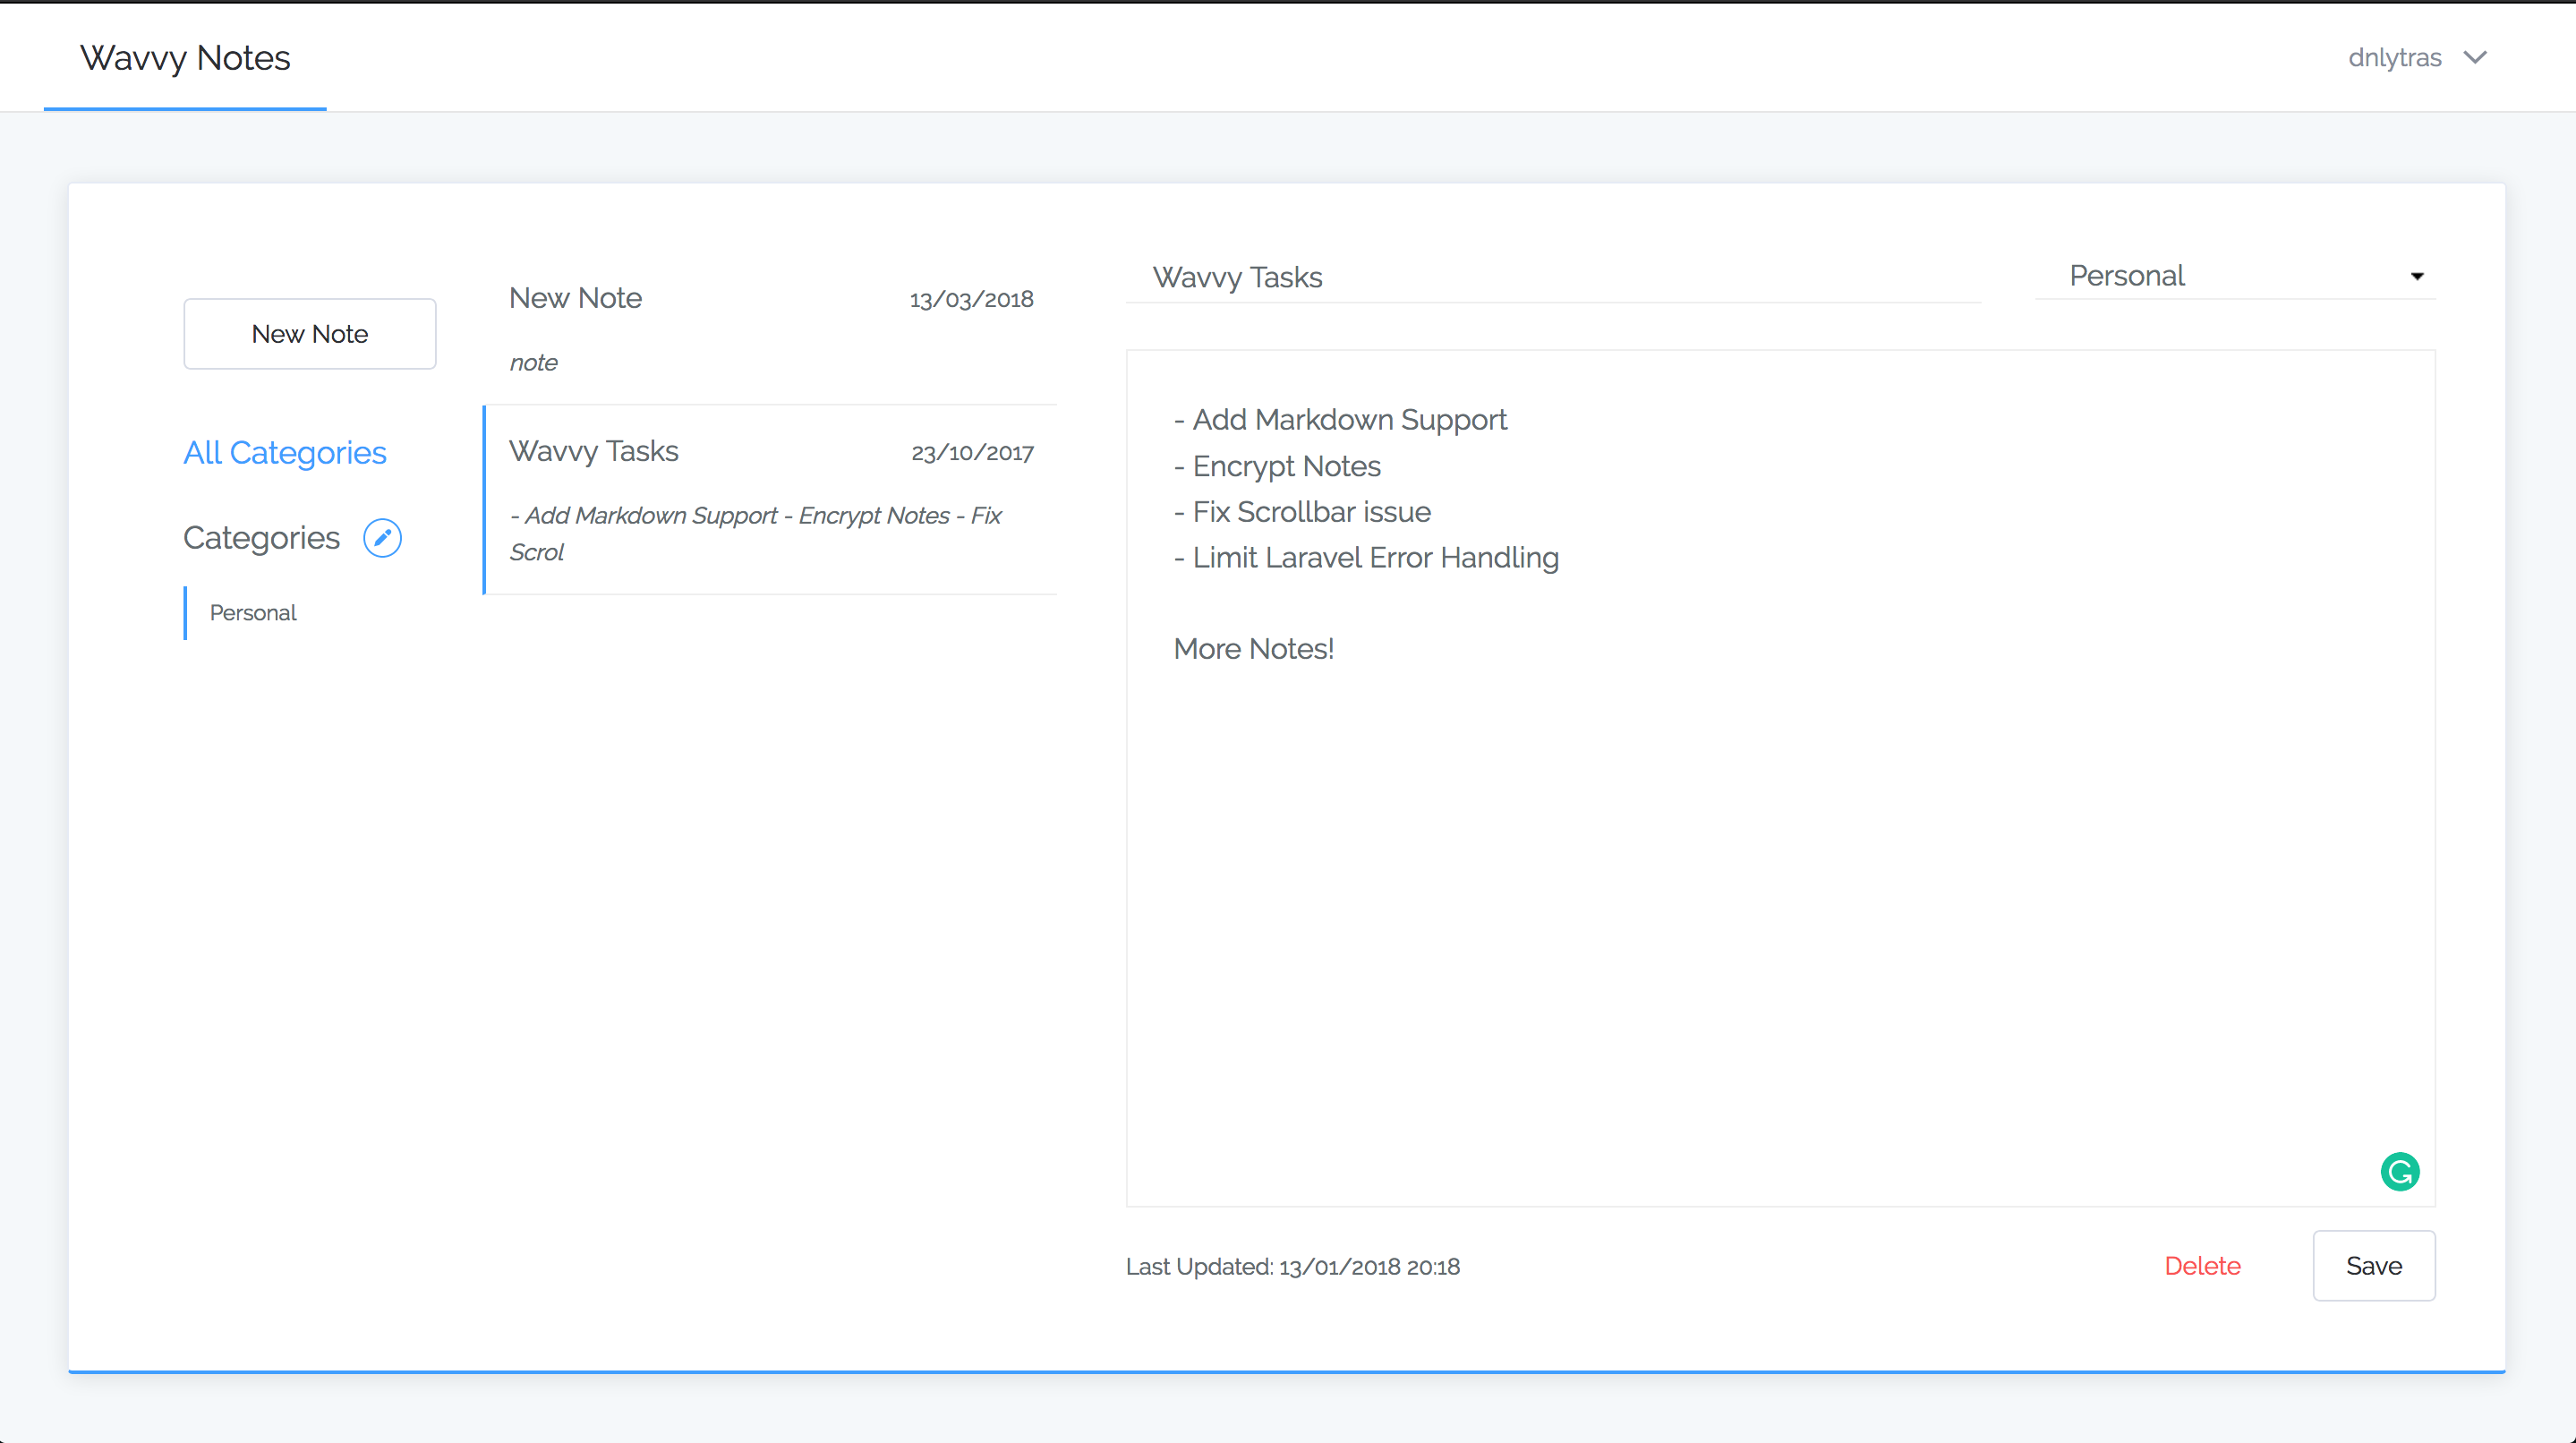 Wavvy Notes
dnlytras
New Note
All Categories
Categories
Personal
New Note 13/03/2018
note
Wavvy Tasks 23/10/2017
- Add Markdown Support - Encrypt Notes - Fix
Scrol
Wavvy Tasks
Personal
- Add Markdown Support
- Encrypt Notes
- Fix Scrollbar issue
- Limit Laravel Error Handling
More Notes!
Last Updated: 13/01/2018 20:18
Delete
Save